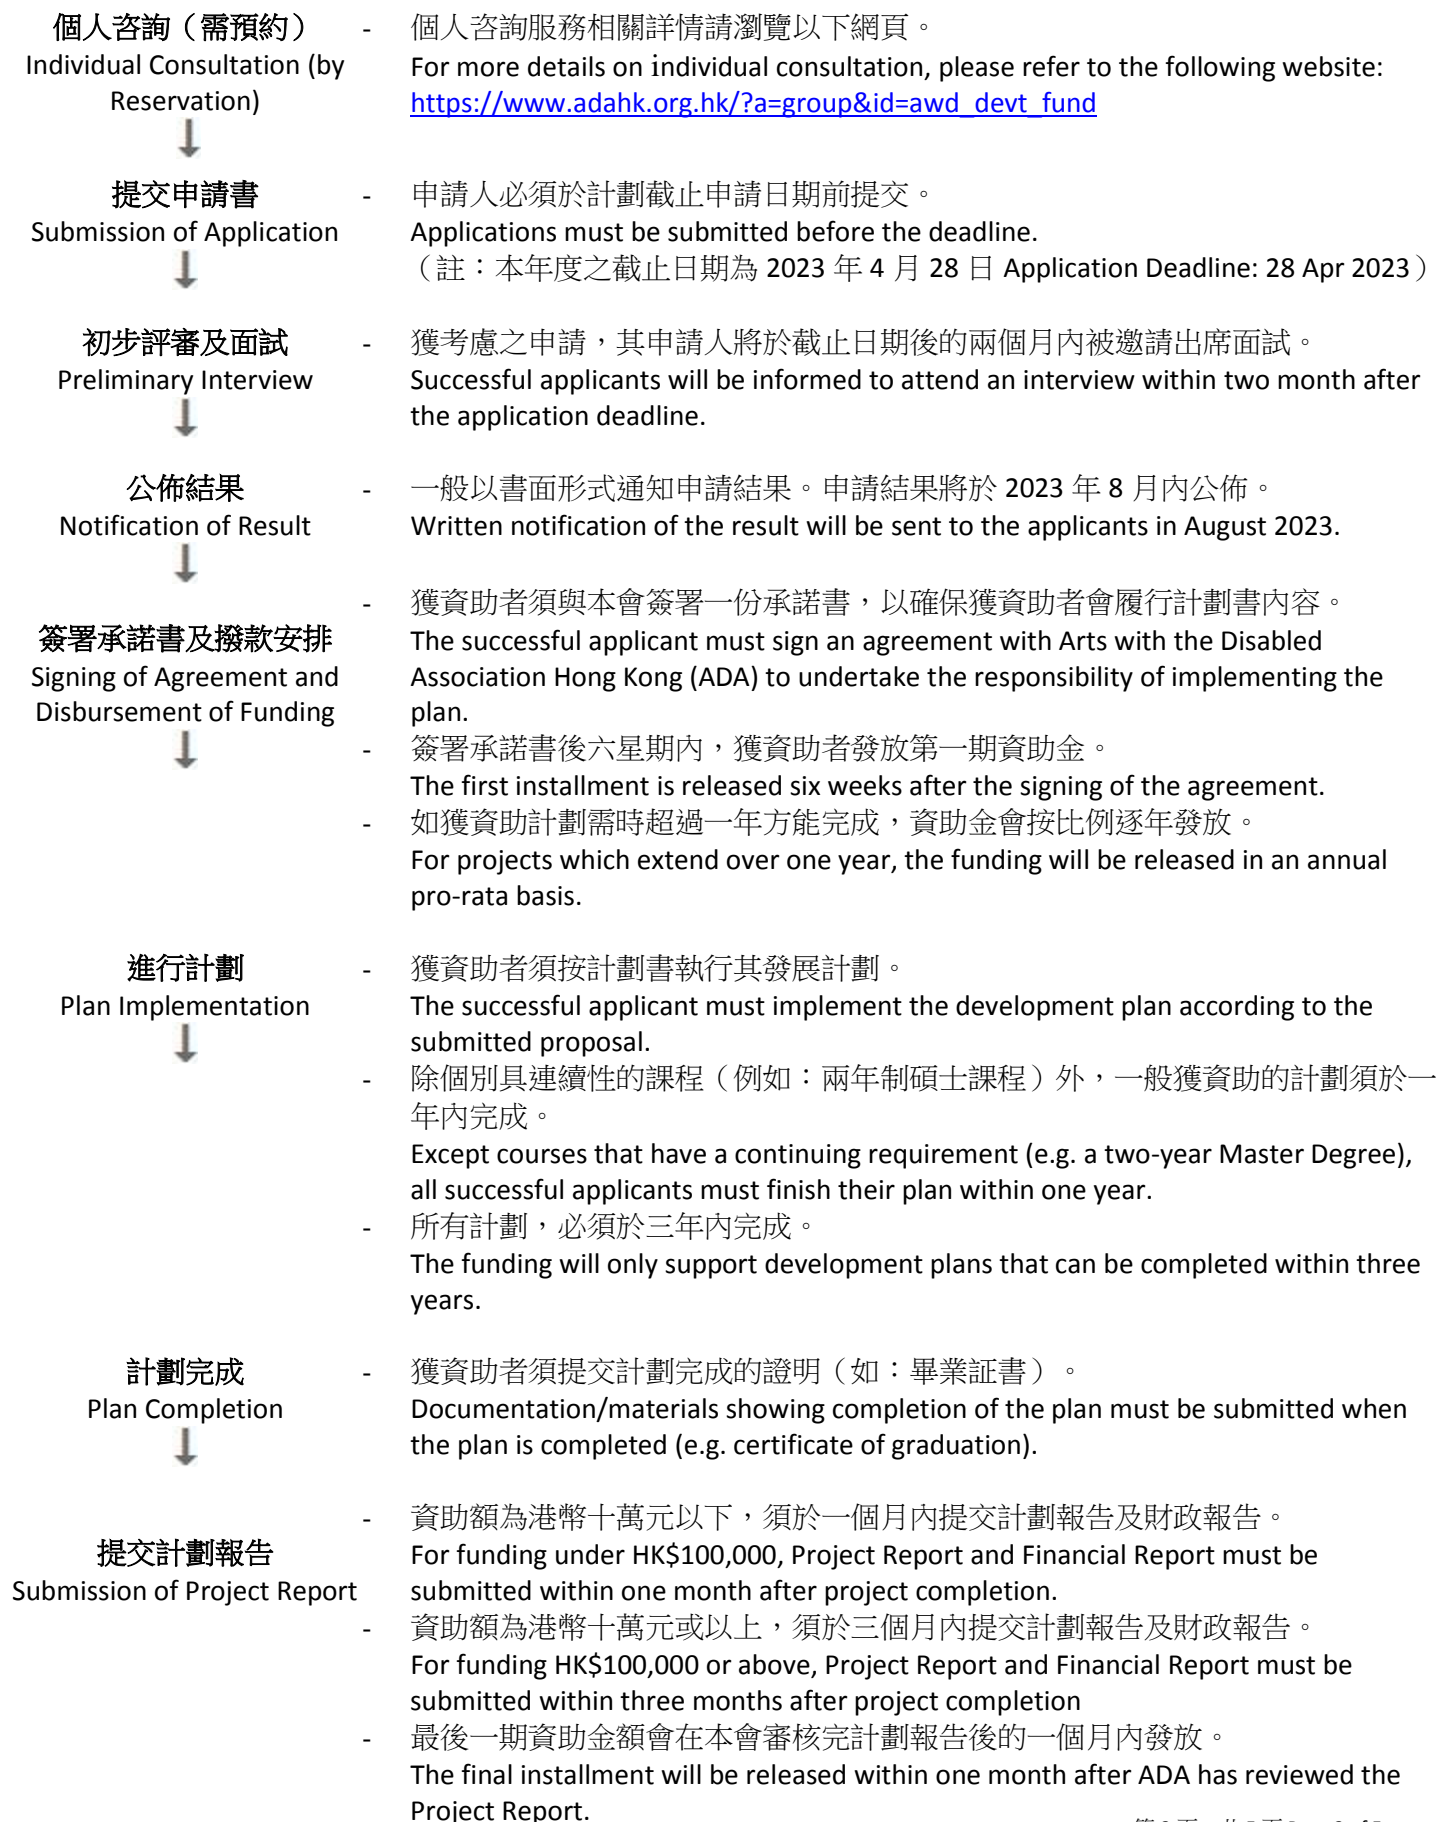 個人咨詢（需預約）
Individual Consultation (by
Reservation)
- 個人咨詢服務相關詳情請瀏覽以下網頁。
For more details on individual consultation, please refer to the following website:
https://www.adahk.org.hk/?a=group&id=awd_devt_fund
提交申請書
Submission of Application
- 申請人必須於計劃截止申請日期前提交。
Applications must be submitted before the deadline.
（註：本年度之截止日期為 2023 年 4 月 28 日 Application Deadline: 28 Apr 2023）
初步評審及面試
Preliminary Interview
- 獲考慮之申請，其申請人將於截止日期後的兩個月內被邀請出席面試。
Successful applicants will be informed to attend an interview within two month after
the application deadline.
公佈結果
Notification of Result
- 一般以書面形式通知申請結果。申請結果將於 2023 年 8 月內公佈。
Written notification of the result will be sent to the applicants in August 2023.
簽署承諾書及撥款安排
Signing of Agreement and
Disbursement of Funding
- 獲資助者須與本會簽署一份承諾書，以確保獲資助者會履行計劃書內容。
The successful applicant must sign an agreement with Arts with the Disabled
Association Hong Kong (ADA) to undertake the responsibility of implementing the
plan.
- 簽署承諾書後六星期內，獲資助者發放第一期資助金。
The first installment is released six weeks after the signing of the agreement.
- 如獲資助計劃需時超過一年方能完成，資助金會按比例逐年發放。
For projects which extend over one year, the funding will be released in an annual
pro-rata basis.
進行計劃
Plan Implementation
- 獲資助者須按計劃書執行其發展計劃。
The successful applicant must implement the development plan according to the
submitted proposal.
- 除個別具連續性的課程（例如：兩年制碩士課程）外，一般獲資助的計劃須於一
年內完成。
Except courses that have a continuing requirement (e.g. a two-year Master Degree),
all successful applicants must finish their plan within one year.
- 所有計劃，必須於三年內完成。
The funding will only support development plans that can be completed within three
years.
計劃完成
Plan Completion
- 獲資助者須提交計劃完成的證明（如：畢業証書）。
Documentation/materials showing completion of the plan must be submitted when
the plan is completed (e.g. certificate of graduation).
提交計劃報告
Submission of Project Report
- 資助額為港幣十萬元以下，須於一個月內提交計劃報告及財政報告。
For funding under HK$100,000, Project Report and Financial Report must be
submitted within one month after project completion.
- 資助額為港幣十萬元或以上，須於三個月內提交計劃報告及財政報告。
For funding HK$100,000 or above, Project Report and Financial Report must be
submitted within three months after project completion
- 最後一期資助金額會在本會審核完計劃報告後的一個月內發放。
The final installment will be released within one month after ADA has reviewed the
Project Report.